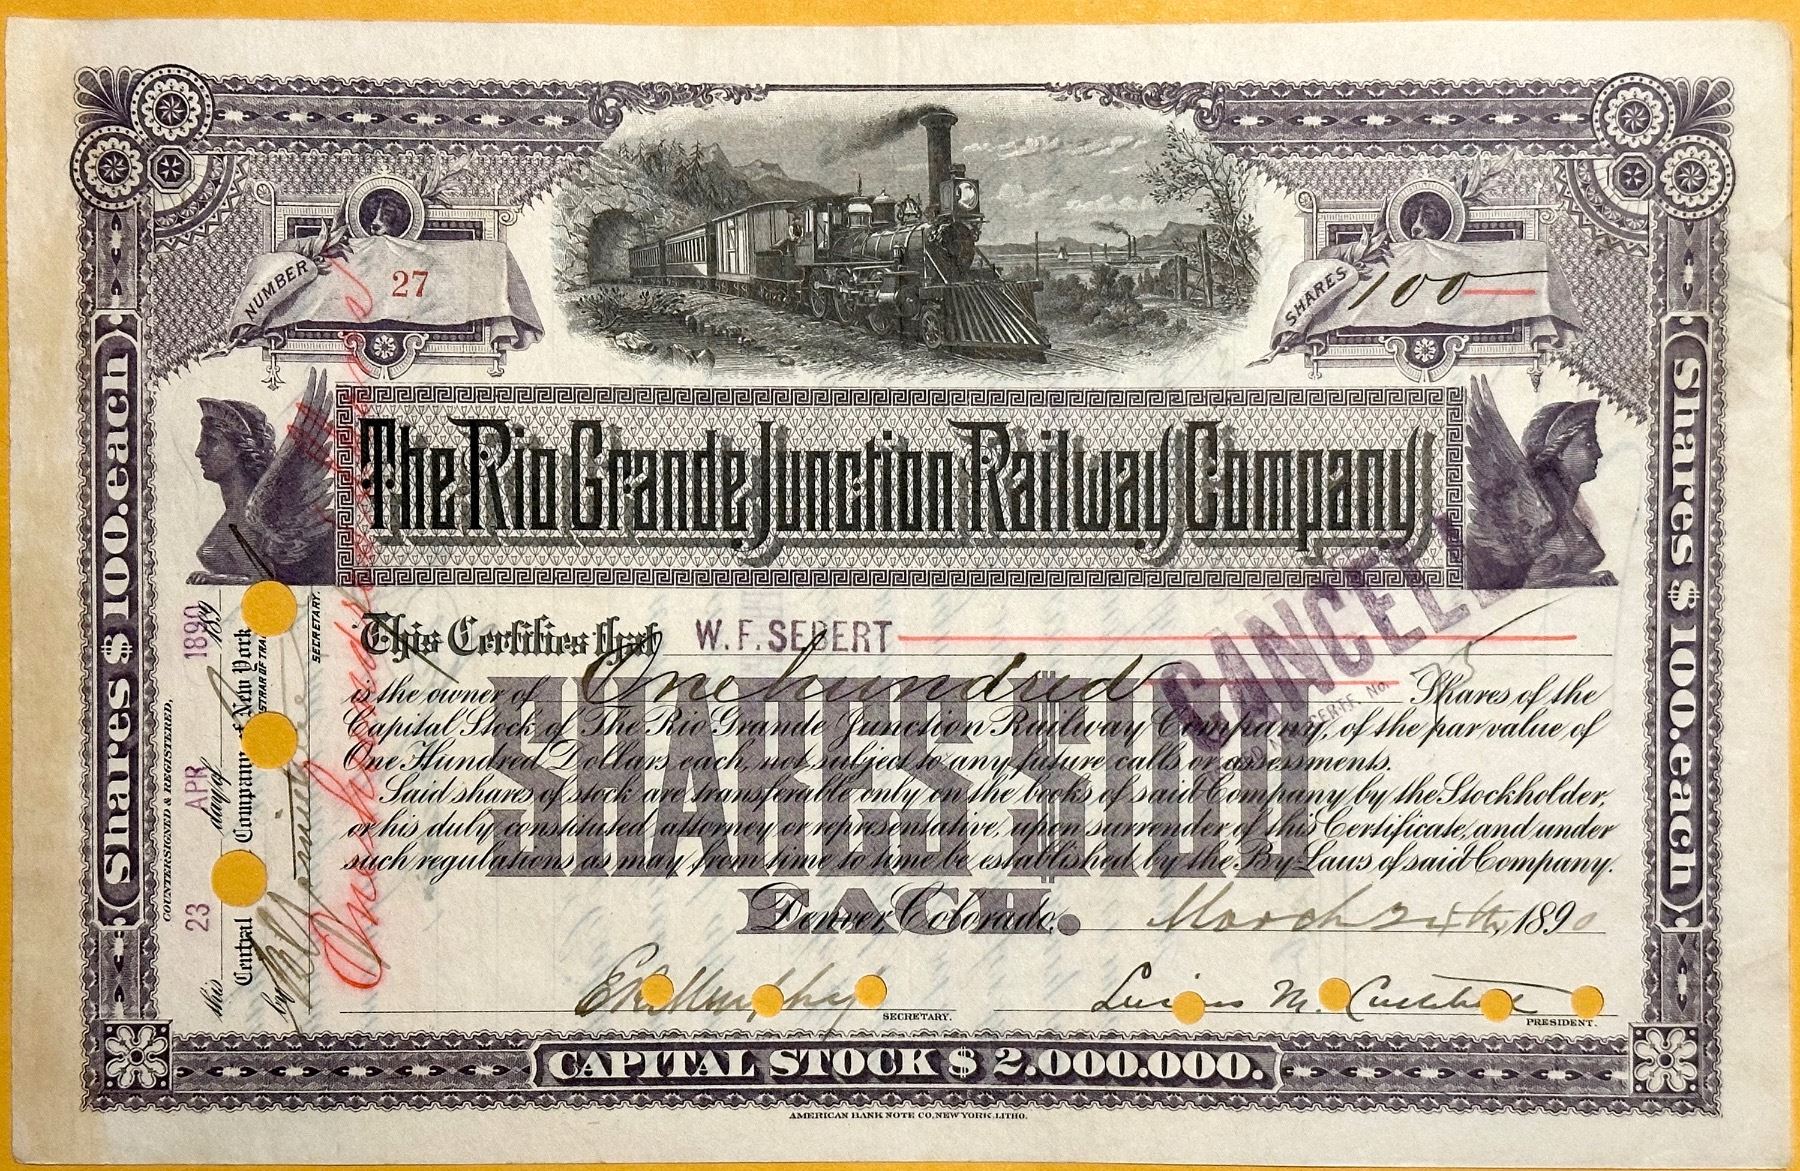 NUMBER
27
SHARES
100
The Rio Grande Junction Railway Company
This Certifies that W. F. SEBERT
is the owner of One hundred Shares of the
Capital Stock of The Rio Grande Junction Railway Company, of the par value of
One Hundred Dollars each, not subject to any future calls or assessments.
Said shares of stock are transferable only on the books of said Company by the Stockholder,
or his duly constituted attorney or representative, upon surrender of this Certificate, and under
such regulations as may from time to time be established by the By-Laws of said Company.
Denver, Colorado, March 24th, 1890
SHARES $100
EACH.
CANCELL
CERTF. No. 75
SECRETARY.
PRESIDENT.
CAPITAL STOCK $ 2.000.000.
AMERICAN BANK NOTE CO. NEW YORK. LITHO.
Shares $ 100. each
Shares $ 100. each
COUNTERSIGNED & REGISTERED,
this 23 day of APR 1890 189
Central Company of New York
by
SECRETARY.